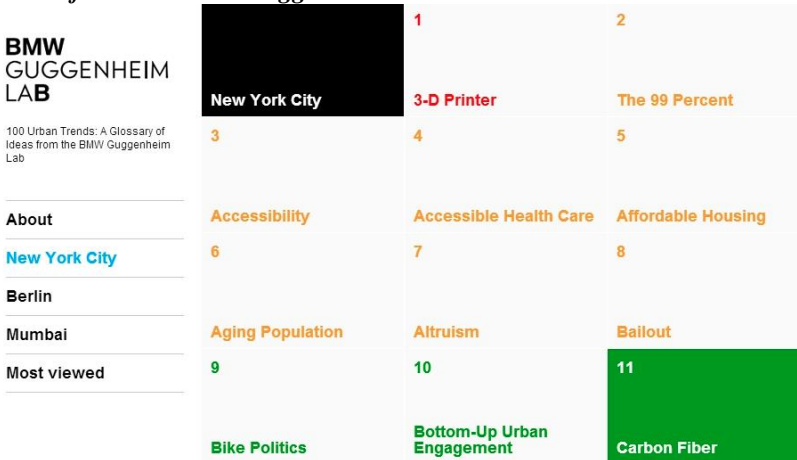 BMW
GUGGENHEIM
LAB
100 Urban Trends: A Glossary of
Ideas from the BMW Guggenheim
Lab
About
New York City
Berlin
Mumbai
Most viewed
New York City
1
3-D Printer
2
The 99 Percent
3
Accessibility
4
Accessible Health Care
5
Affordable Housing
6
Aging Population
7
Altruism
8
Bailout
9
Bike Politics
10
Bottom-Up Urban
Engagement
11
Carbon Fiber